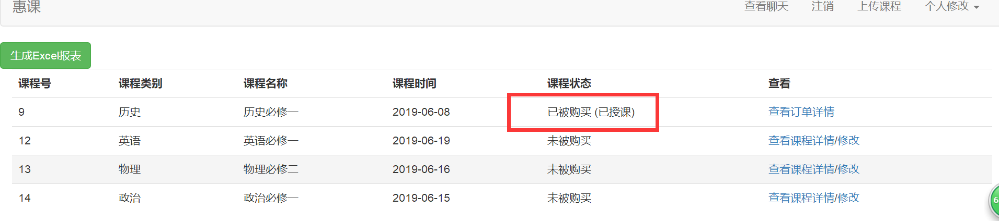 惠课 查看聊天 注销 上传课程 个人修改
生成Excel报表
课程号 课程类别 课程名称 课程时间 课程状态 查看
9 历史 历史必修一 2019-06-08 已被购买 (已授课) 查看订单详情
12 英语 英语必修一 2019-06-19 未被购买 查看课程详情/修改
13 物理 物理必修二 2019-06-16 未被购买 查看课程详情/修改
14 政治 政治必修一 2019-06-15 未被购买 查看课程详情/修改